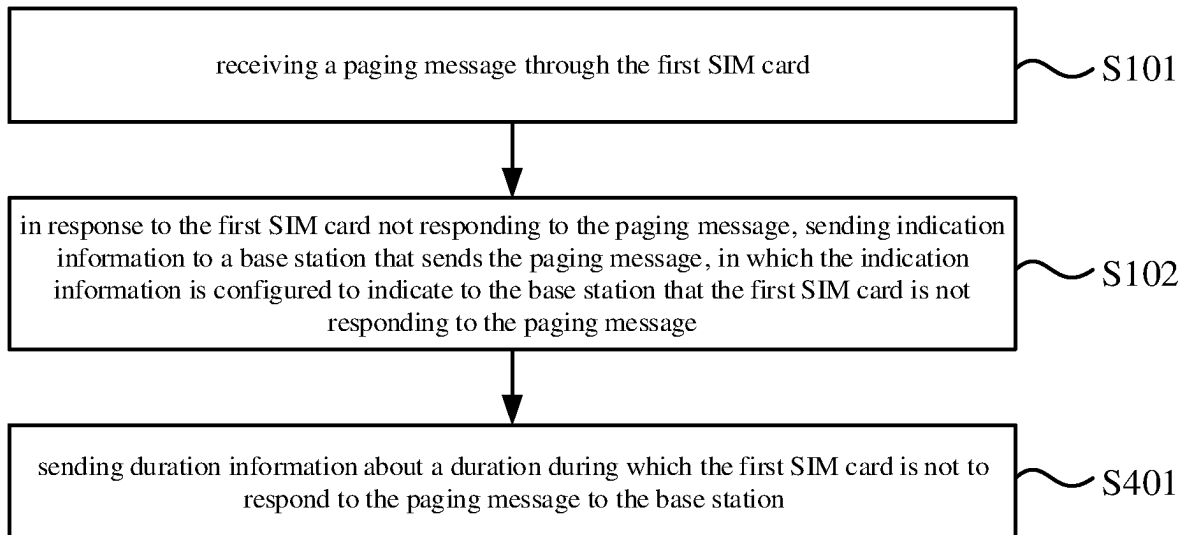 receiving a paging message through the first SIM card
S101
in response to the first SIM card not responding to the paging message, sending indication
information to a base station that sends the paging message, in which the indication
information is configured to indicate to the base station that the first SIM card is not
responding to the paging message
S102
sending duration information about a duration during which the first SIM card is not to
respond to the paging message to the base station
S401